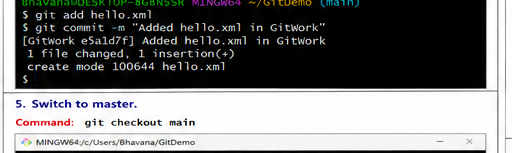 Bhavana@DESKTOP-6GBNSSR MINGW64 ~/GitDemo (main)
$ git add hello.xml
$ git commit -m "Added hello.xml in GitWork"
[GitWork e5a1d7f] Added hello.xml in GitWork
1 file changed, 1 insertion(+)
create mode 100644 hello.xml
$
5. Switch to master.
Command: git checkout main
MINGW64:/c/Users/Bhavana/GitDemo